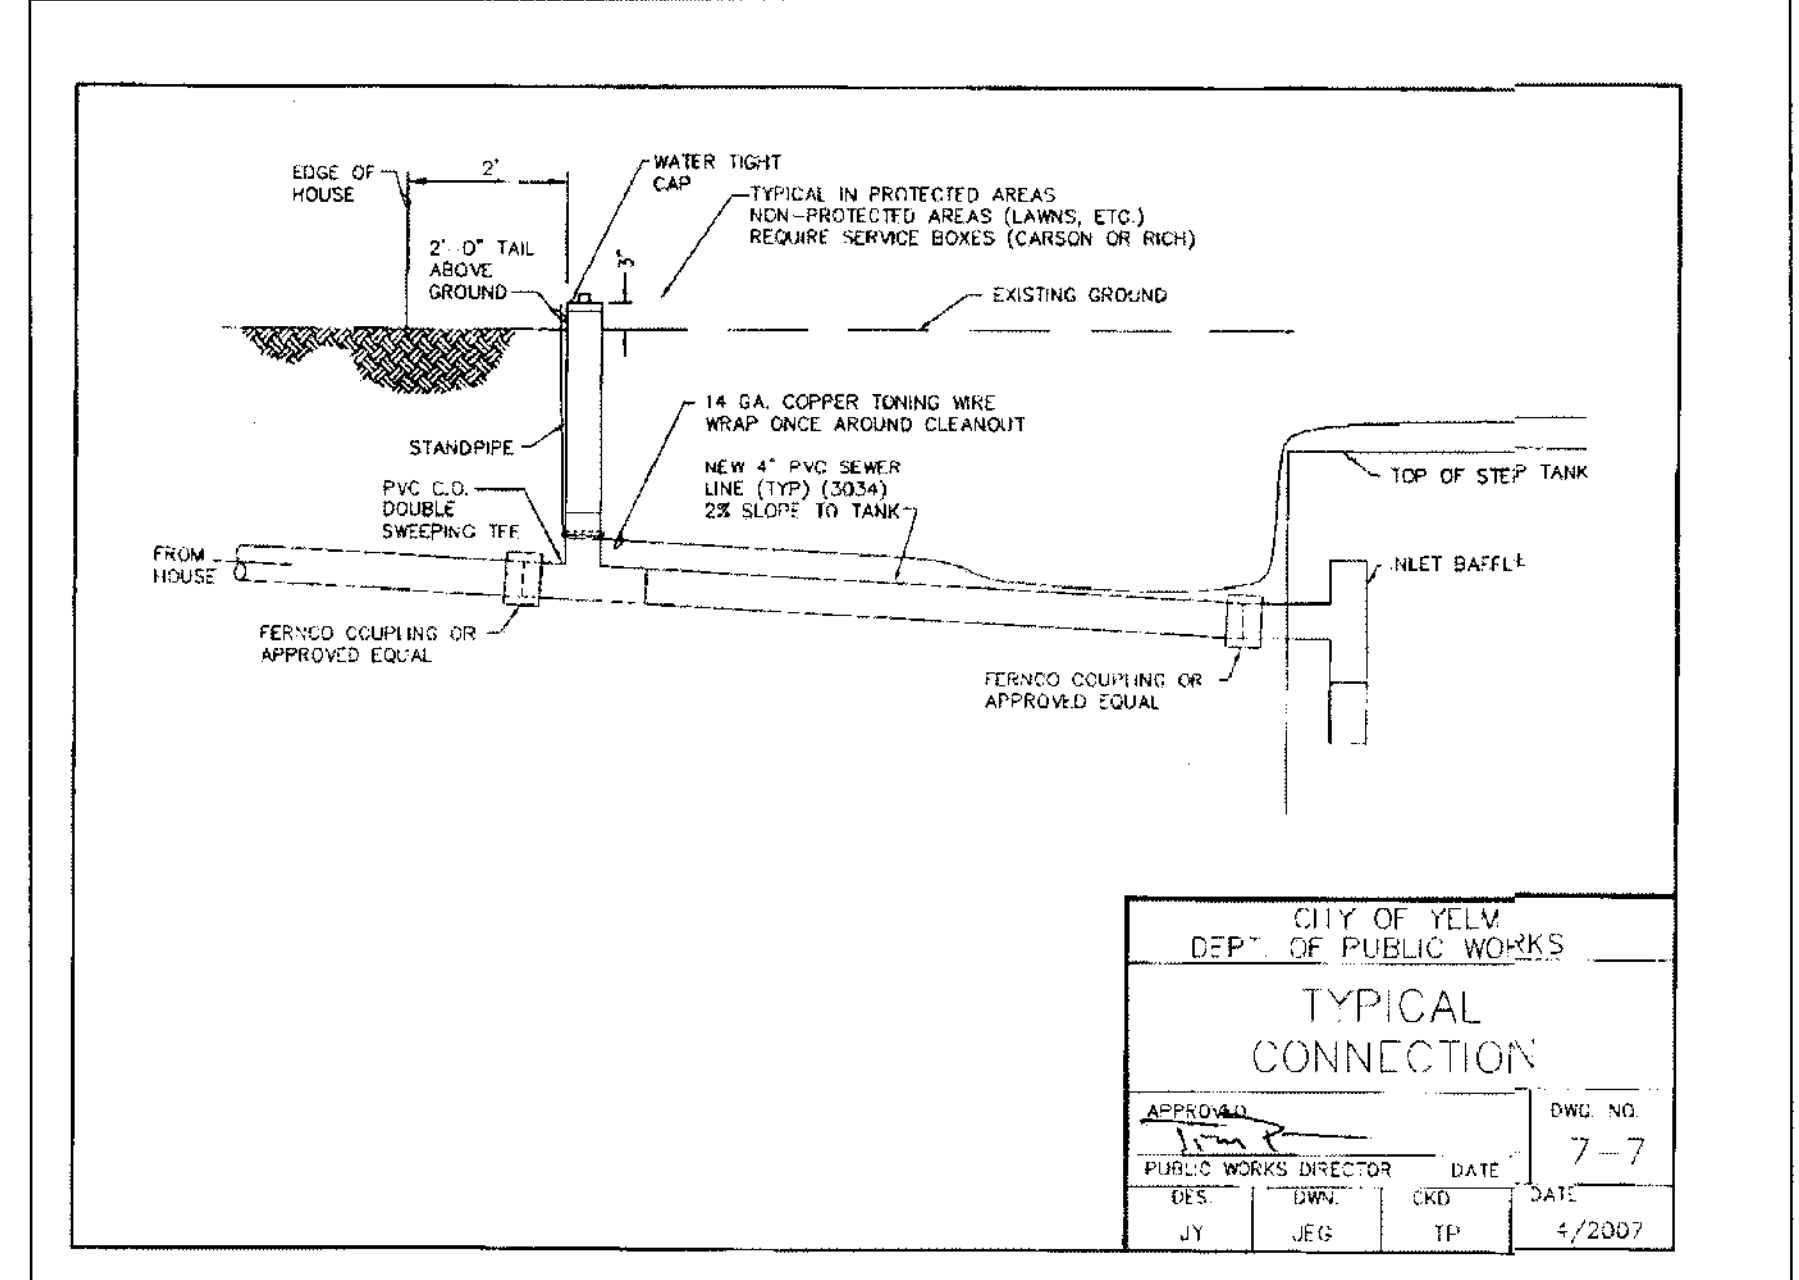 EDGE OF
HOUSE
2'
WATER TIGHT
CAP
TYPICAL IN PROTECTED AREAS
NON-PROTECTED AREAS (LAWNS, ETC.)
REQUIRE SERVICE BOXES (CARSON OR RICH)
2'-0" TAIL
ABOVE
GROUND
3"
EXISTING GROUND
14 GA. COPPER TONING WIRE
WRAP ONCE AROUND CLEANOUT
STANDPIPE
NEW 4" PVC SEWER
LINE (TYP) (3034)
2% SLOPE TO TANK
TOP OF STEP TANK
PVC C.O.
DOUBLE
SWEEPING TEE
FROM
HOUSE
INLET BAFFLE
FERNCO COUPLING OR
APPROVED EQUAL
FERNCO COUPLING OR
APPROVED EQUAL
CITY OF YELM
DEPT. OF PUBLIC WORKS
TYPICAL
CONNECTION
APPROVED
DWG. NO.
7-7
PUBLIC WORKS DIRECTOR DATE
DES. DWN. CKD DATE
JY JEG TP 4/2007